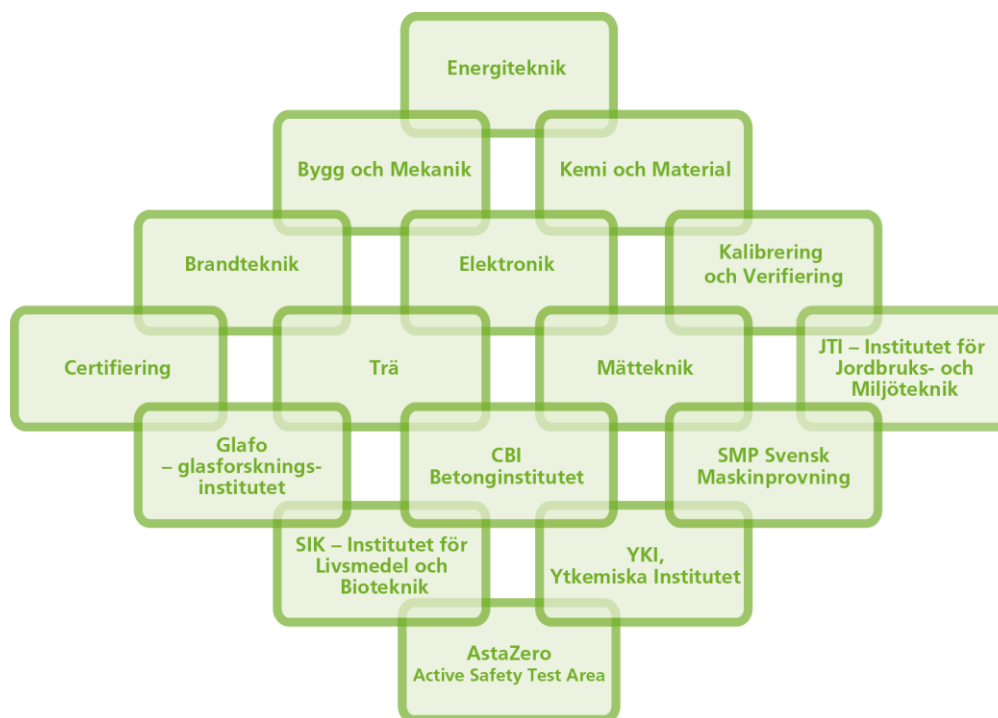 Energiteknik
Bygg och Mekanik
Kemi och Material
Brandteknik
Elektronik
Kalibrering
och Verifiering
Certifiering
Trä
Mätteknik
JTI – Institutet för
Jordbruks- och
Miljöteknik
Glafo
– glasforsknings-
institutet
CBI
Betonginstitutet
SMP Svensk
Maskinprovning
SIK – Institutet för
Livsmedel och
Bioteknik
YKI,
Ytkemiska Institutet
AstaZero
Active Safety Test Area